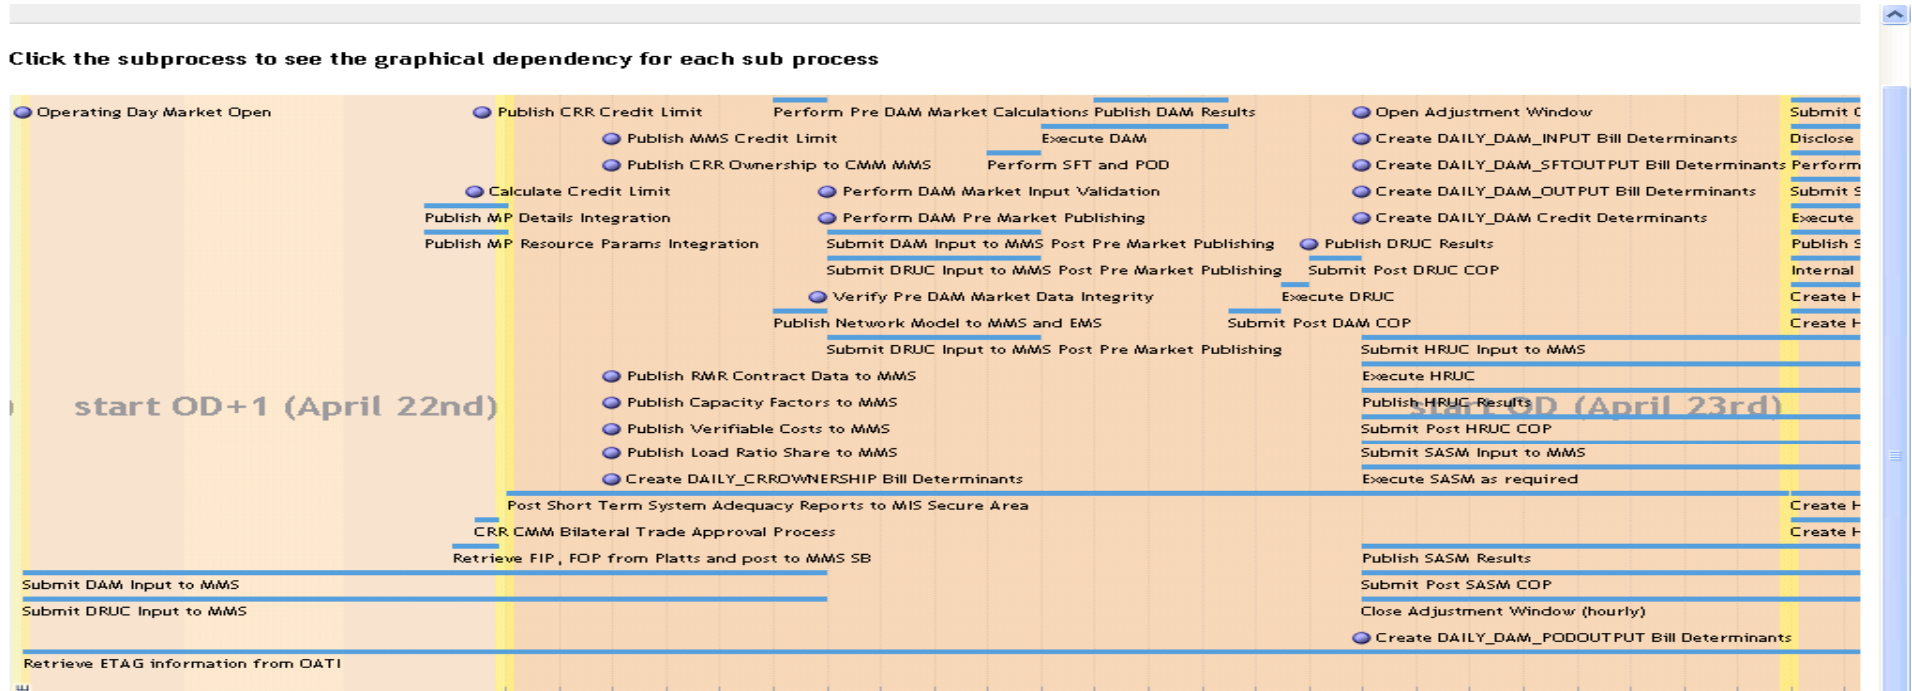 Click the subprocess to see the graphical dependency for each sub process
Operating Day Market Open
Publish CRR Credit Limit
Perform Pre DAM Market Calculations
Publish DAM Results
Open Adjustment Window
Submit
Publish MMS Credit Limit
Execute DAM
Create DAILY_DAM_INPUT Bill Determinants
Disclose
Publish CRR Ownership to CMM MMS
Perform SFT and POD
Create DAILY_DAM_SFTOUTPUT Bill Determinants
Perform
Calculate Credit Limit
Perform DAM Market Input Validation
Create DAILY_DAM_OUTPUT Bill Determinants
Submit S
Publish MP Details Integration
Perform DAM Pre Market Publishing
Create DAILY_DAM Credit Determinants
Execute
Publish MP Resource Params Integration
Submit DAM Input to MMS Post Pre Market Publishing
Publish DRUC Results
Publish S
Submit DRUC Input to MMS Post Pre Market Publishing
Submit Post DRUC COP
Internal
Verify Pre DAM Market Data Integrity
Execute DRUC
Create H
Publish Network Model to MMS and EMS
Submit Post DAM COP
Create H
Submit DRUC Input to MMS Post Pre Market Publishing
Submit HRUC Input to MMS
Publish RMR Contract Data to MMS
Execute HRUC
start OD+1 (April 22nd)
Publish Capacity Factors to MMS
Publish HRUC Results
start OD (April 23rd)
Publish Verifiable Costs to MMS
Submit Post HRUC COP
Publish Load Ratio Share to MMS
Submit SASM Input to MMS
Create DAILY_CRROWNERSHIP Bill Determinants
Execute SASM as required
Post Short Term System Adequacy Reports to MIS Secure Area
Create H
CRR CMM Bilateral Trade Approval Process
Create H
Retrieve FIP, FOP from Platts and post to MMS SB
Publish SASM Results
Submit DAM Input to MMS
Submit Post SASM COP
Submit DRUC Input to MMS
Close Adjustment Window (hourly)
Create DAILY_DAM_PODOUTPUT Bill Determinants
Retrieve ETAG information from OATI